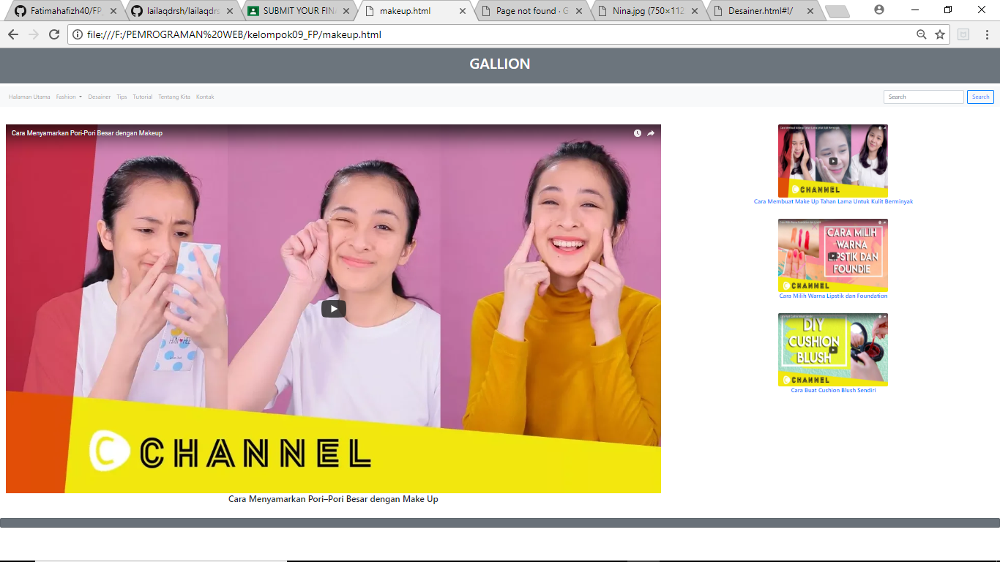 Fatimahafizh40/FP
lailaqdrsh/lailaqdrs
SUBMIT YOUR FIN
makeup.html
Page not found · G
Nina.jpg (750×112
Desainer.html#!/
file:///F:/PEMROGRAMAN%20WEB/kelompok09_FP/makeup.html
GALLION
Halaman Utama Fashion Desainer Tips Tutorial Tentang Kita Kontak Search Search
Cara Menyamarkan Pori-Pori Besar dengan Makeup
C CHANNEL
Cara Menyamarkan Pori–Pori Besar dengan Make Up
C CHANNEL
Cara Membuat Make Up Tahan Lama Untuk Kulit Berminyak
CARA MILIH
WARNA
LIPSTIK DAN
FOUNDIE
C CHANNEL
Cara Milih Warna Lipstik dan Foundation
DIY
CUSHION
BLUSH
C CHANNEL
Cara Buat Cushion Blush Sendiri